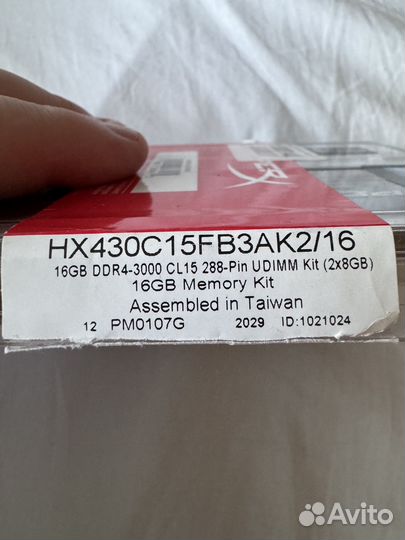 HX430C15FB3AK2/16
16GB DDR4-3000 CL15 288-Pin UDIMM Kit (2x8GB)
16GB Memory Kit
Assembled in Taiwan
12 PM0107G 2029 ID:1021024
Avito